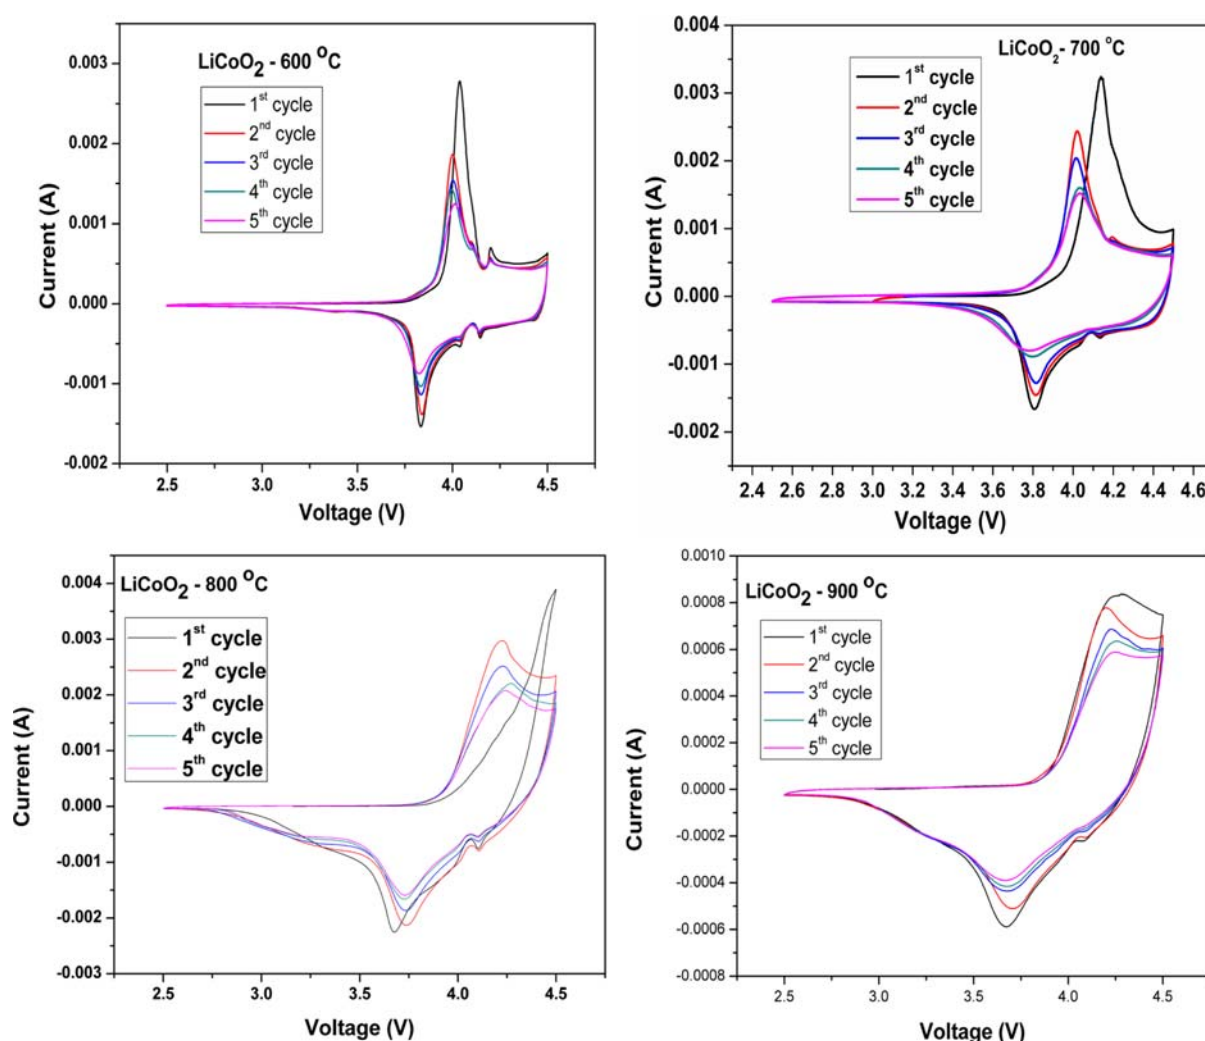 LiCoO2 - 600 °C
1st cycle
2nd cycle
3rd cycle
4th cycle
5th cycle
Current (A)
0.003
0.002
0.001
0.000
-0.001
-0.002
2.5
3.0
3.5
4.0
4.5
Voltage (V)
LiCoO2 - 700 °C
1st cycle
2nd cycle
3rd cycle
4th cycle
5th cycle
Current (A)
0.004
0.003
0.002
0.001
0.000
-0.001
-0.002
2.4 2.6 2.8 3.0 3.2 3.4 3.6 3.8 4.0 4.2 4.4 4.6
Voltage (V)
LiCoO2 - 800 °C
1st cycle
2nd cycle
3rd cycle
4th cycle
5th cycle
Current (A)
0.004
0.003
0.002
0.001
0.000
-0.001
-0.002
-0.003
2.5 3.0 3.5 4.0 4.5
Voltage (V)
LiCoO2 - 900 °C
1st cycle
2nd cycle
3rd cycle
4th cycle
5th cycle
Current (A)
0.0010
0.0008
0.0006
0.0004
0.0002
0.0000
-0.0002
-0.0004
-0.0006
-0.0008
2.5 3.0 3.5 4.0 4.5
Voltage (V)